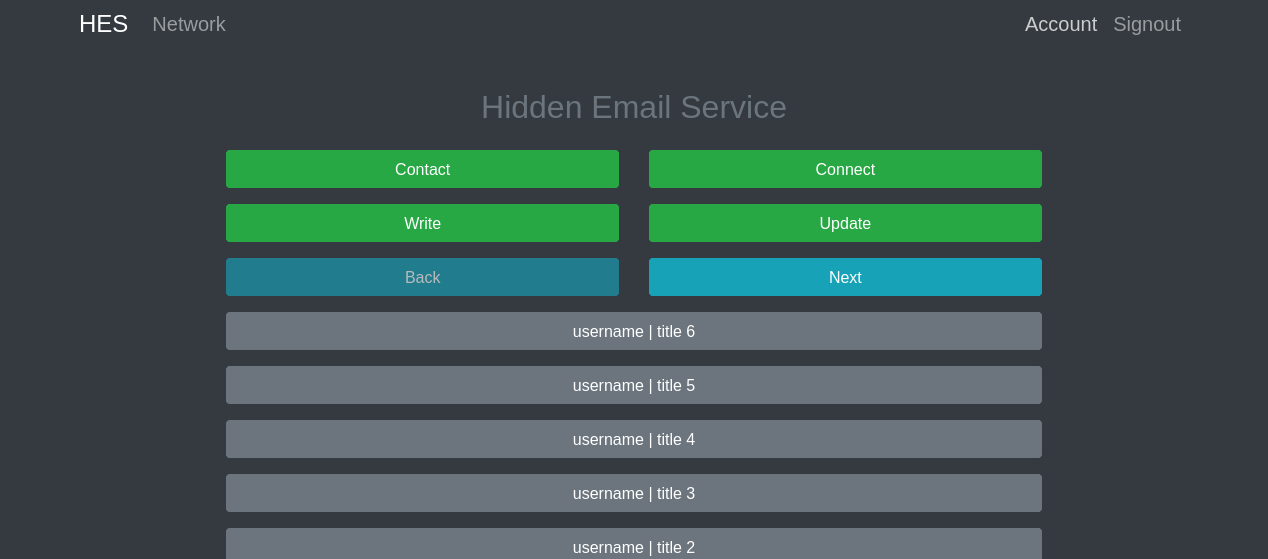 HES Network Account Signout
Hidden Email Service
Contact Connect
Write Update
Back Next
username | title 6
username | title 5
username | title 4
username | title 3
username | title 2